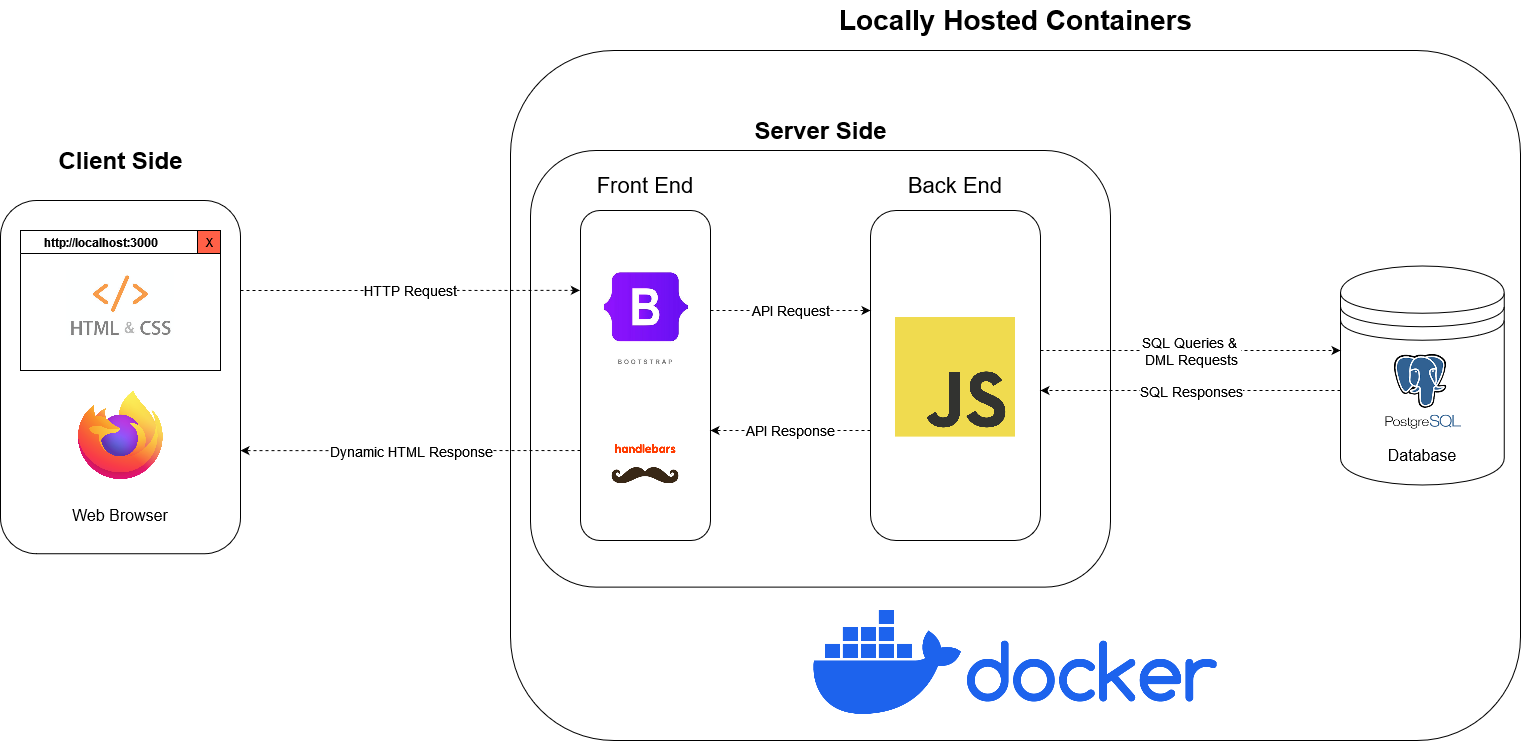 Locally Hosted Containers
Server Side
Client Side
Front End
Back End
http://localhost:3000
X
HTML & CSS
HTTP Request
B
BOOTSTRAP
API Request
JS
SQL Queries &
DML Requests
SQL Responses
PostgreSQL
Database
API Response
handlebars
Dynamic HTML Response
Web Browser
docker